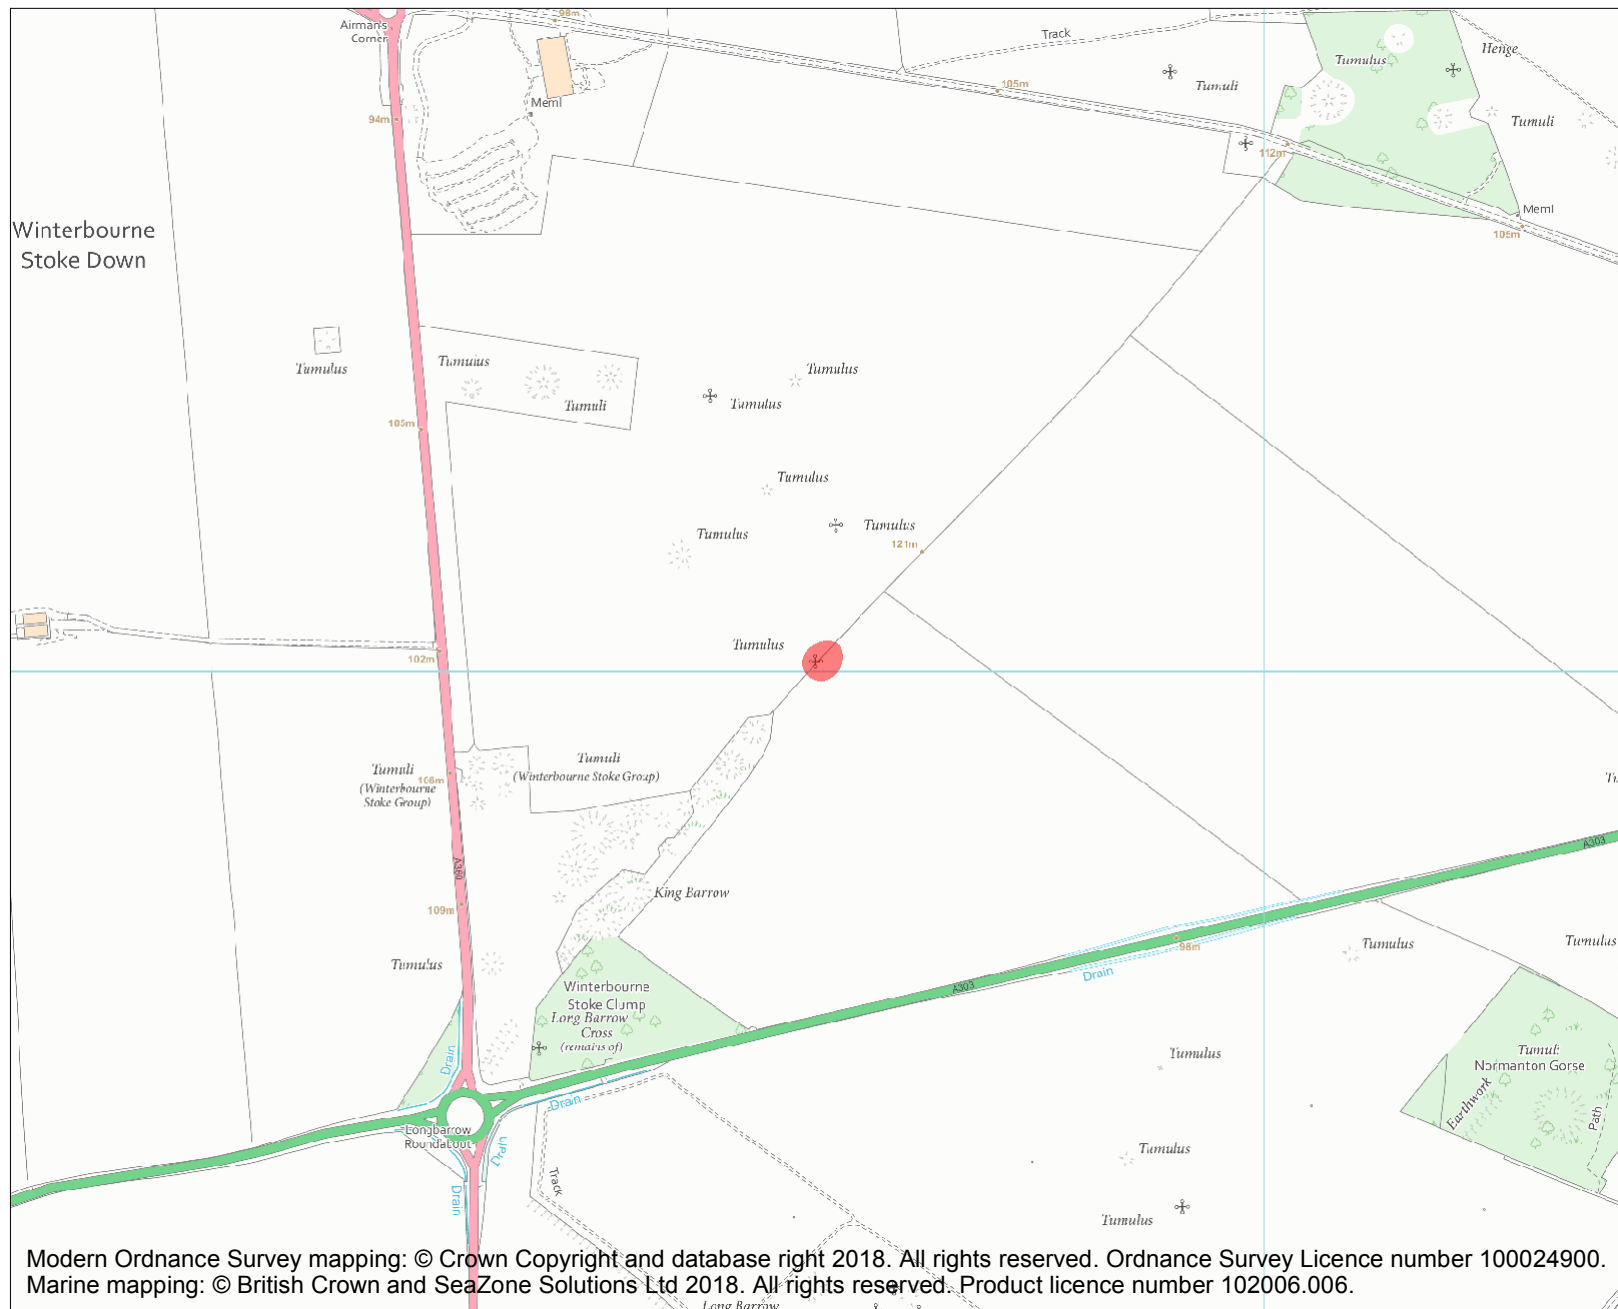 Airman's
Corner
98m
Track
105m
Tumuli
Tumulus
Henge
Tumuli
94m
Meml
112m
Meml
105m
Winterbourne
Stoke Down
Tumulus
Tumulus
Tumuli
Tumulus
Tumulus
105m
Tumulus
Tumulus
Tumulus
121m
Tumulus
102m
Tumuli
(Winterbourne
Stoke Group)
106m
Tumuli
(Winterbourne Stoke Group)
A360
A303
109m
King Barrow
Tumulus
Tumulus
Tumulus
98m
Drain
A303
Winterbourne
Stoke Clump
Long Barrow
Cross
(remains of)
Drain
Tumulus
Tumuli
Normanton Gorse
Earthwork
Path
Drain
Longbarrow
Roundabout
Drain
Drain
Track
Tumulus
Tumulus
Modern Ordnance Survey mapping: © Crown Copyright and database right 2018. All rights reserved. Ordnance Survey Licence number 100024900.
Marine mapping: © British Crown and SeaZone Solutions Ltd 2018. All rights reserved. Product licence number 102006.006.
Long Barrow